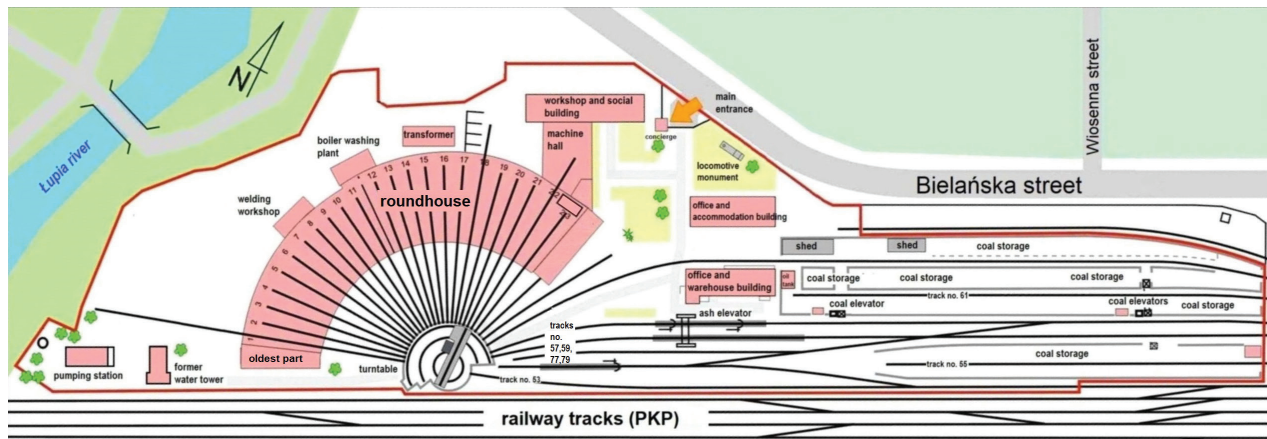 N
Łupia river
boiler washing
plant
transformer
workshop and social
building
machine
hall
main
entrance
concierge
locomotive
monument
Wiosenna street
Bielańska street
welding
workshop
roundhouse
1
2
3
4
5
6
7
8
9
10
11
12
13
14
15
16
17
18
19
20
21
22
23
office and
accommodation building
shed
shed
coal storage
office and
warehouse building
oil
tank
coal storage
coal storage
coal storage
track no. 61
coal elevator
coal elevators
coal storage
ash elevator
tracks
no.
57,59,
77,79
coal storage
track no. 55
track no. 53
oldest part
turntable
pumping station
former
water tower
railway tracks (PKP)